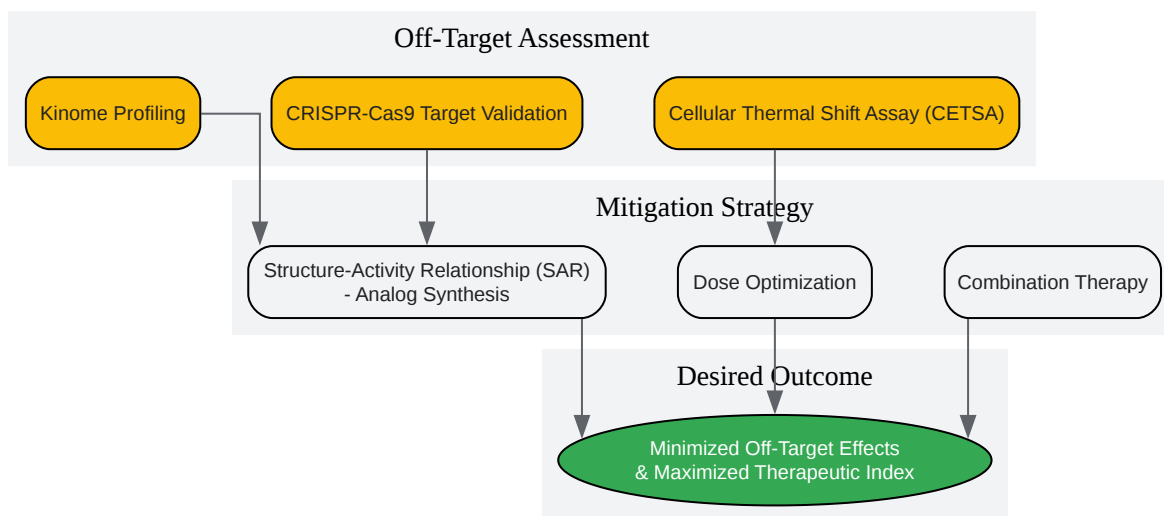 Off-Target Assessment
Kinome Profiling
CRISPR-Cas9 Target Validation
Cellular Thermal Shift Assay (CETSA)
Mitigation Strategy
Structure-Activity Relationship (SAR)
- Analog Synthesis
Dose Optimization
Combination Therapy
Desired Outcome
Minimized Off-Target Effects
& Maximized Therapeutic Index